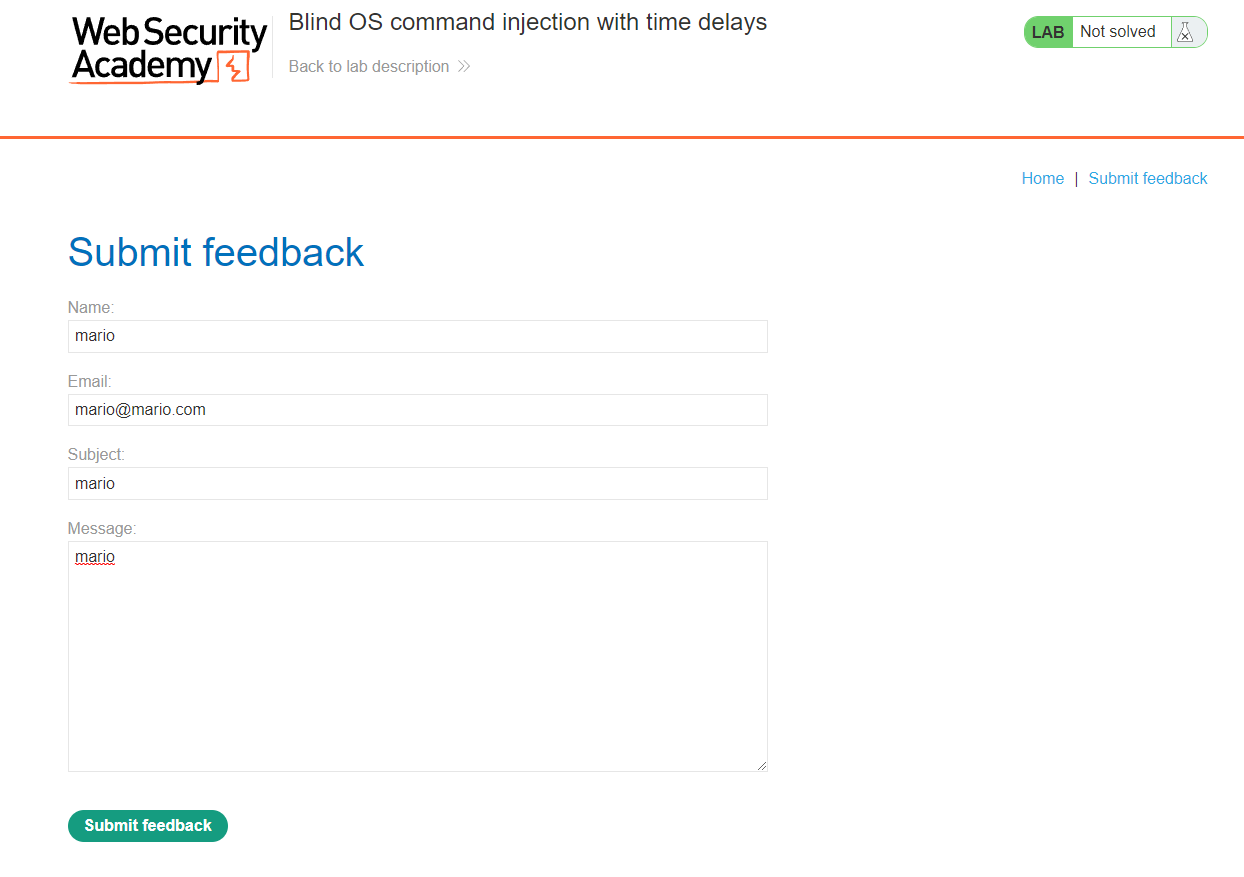 Web Security
Academy
Blind OS command injection with time delays
Back to lab description
LAB Not solved
Home | Submit feedback
Submit feedback
Name:
mario
Email:
mario@mario.com
Subject:
mario
Message:
mario
Submit feedback